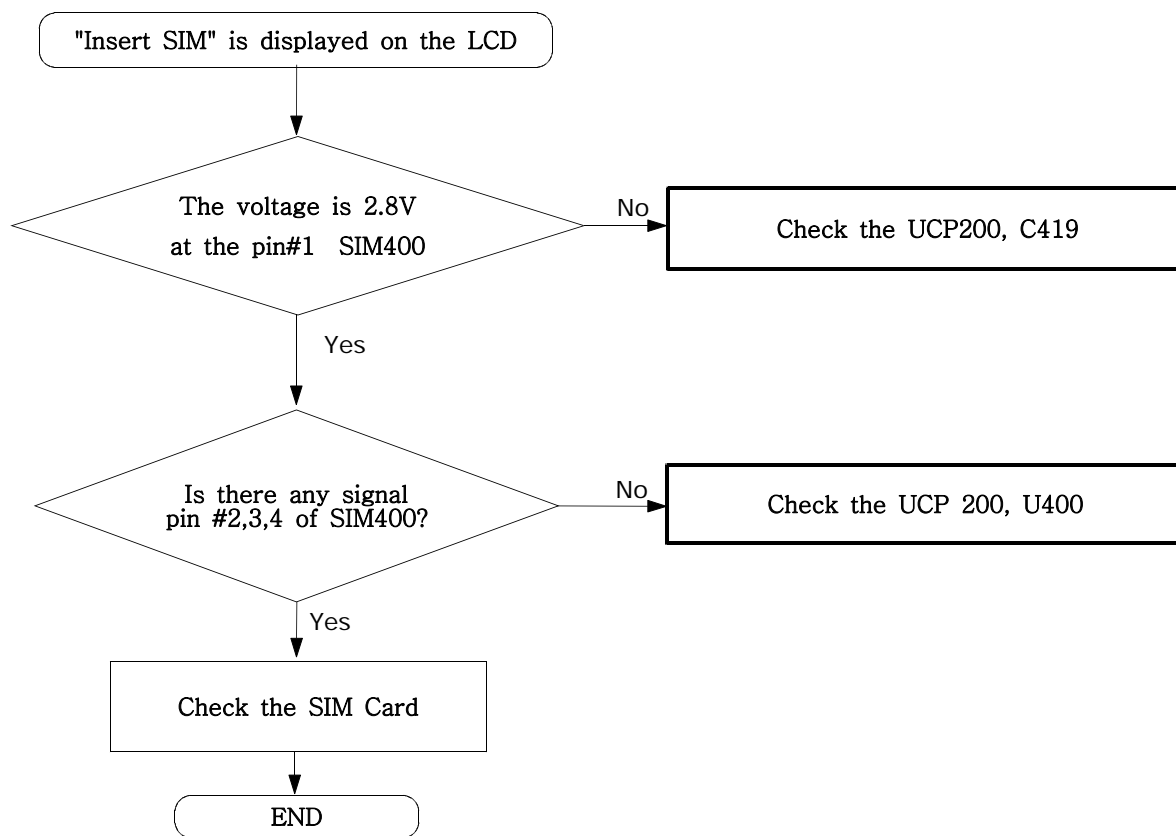 "Insert SIM" is displayed on the LCD
The voltage is 2.8V
at the pin#1 SIM400
No
Check the UCP200, C419
Yes
Is there any signal
pin #2,3,4 of SIM400?
No
Check the UCP 200, U400
Yes
Check the SIM Card
END